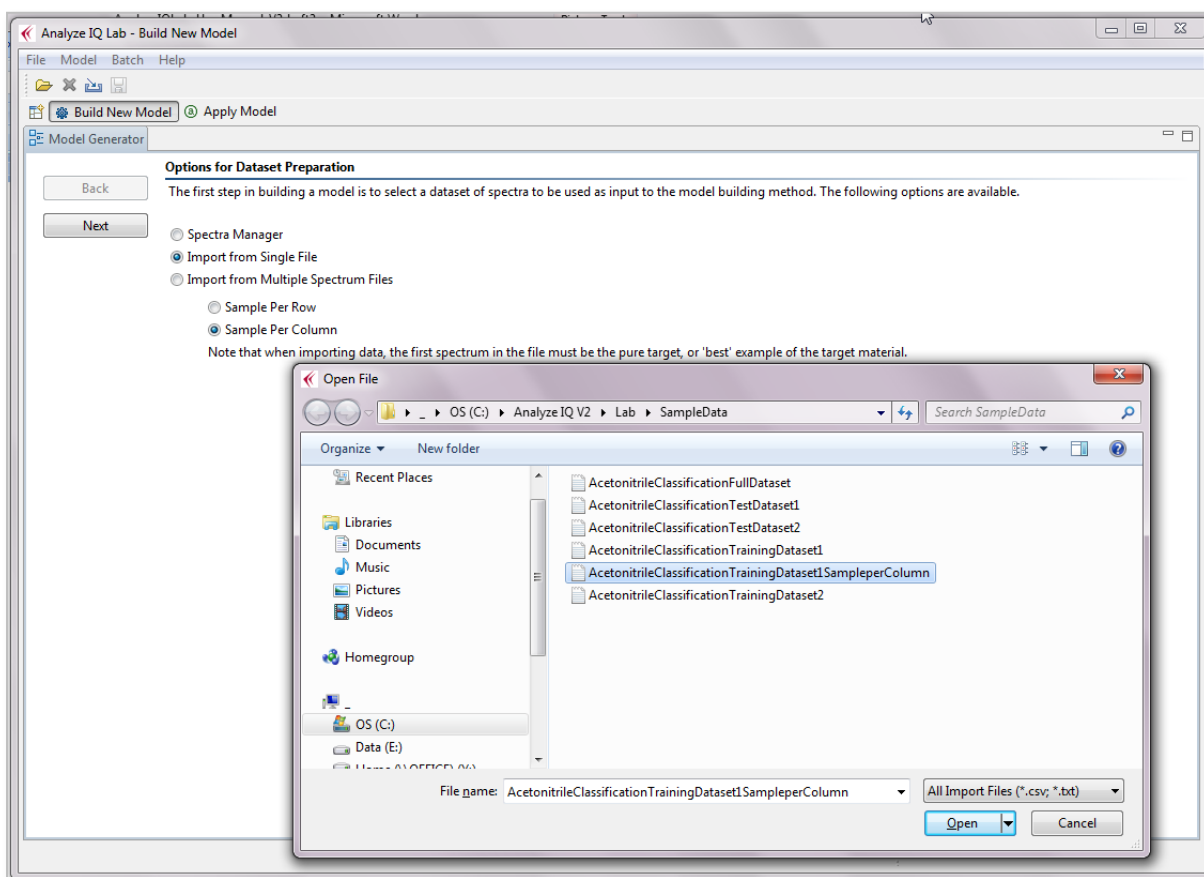 Analyze IQ Lab - Build New Model
File Model Batch Help
Build New Model Apply Model
Model Generator
Options for Dataset Preparation
Back
The first step in building a model is to select a dataset of spectra to be used as input to the model building method. The following options are available.
Next
Spectra Manager
Import from Single File
Import from Multiple Spectrum Files
Sample Per Row
Sample Per Column
Note that when importing data, the first spectrum in the file must be the pure target, or 'best' example of the target material.
Open File
_ OS (C:) Analyze IQ V2 Lab SampleData Search SampleData
Organize New folder
Recent Places
Libraries
Documents
Music
Pictures
Videos
Homegroup
_
OS (C:)
Data (E:)
AcetonitrileClassificationFullDataset
AcetonitrileClassificationTestDataset1
AcetonitrileClassificationTestDataset2
AcetonitrileClassificationTrainingDataset1
AcetonitrileClassificationTrainingDataset1SampleperColumn
AcetonitrileClassificationTrainingDataset2
File name: AcetonitrileClassificationTrainingDataset1SampleperColumn All Import Files (*.csv; *.txt)
Open Cancel